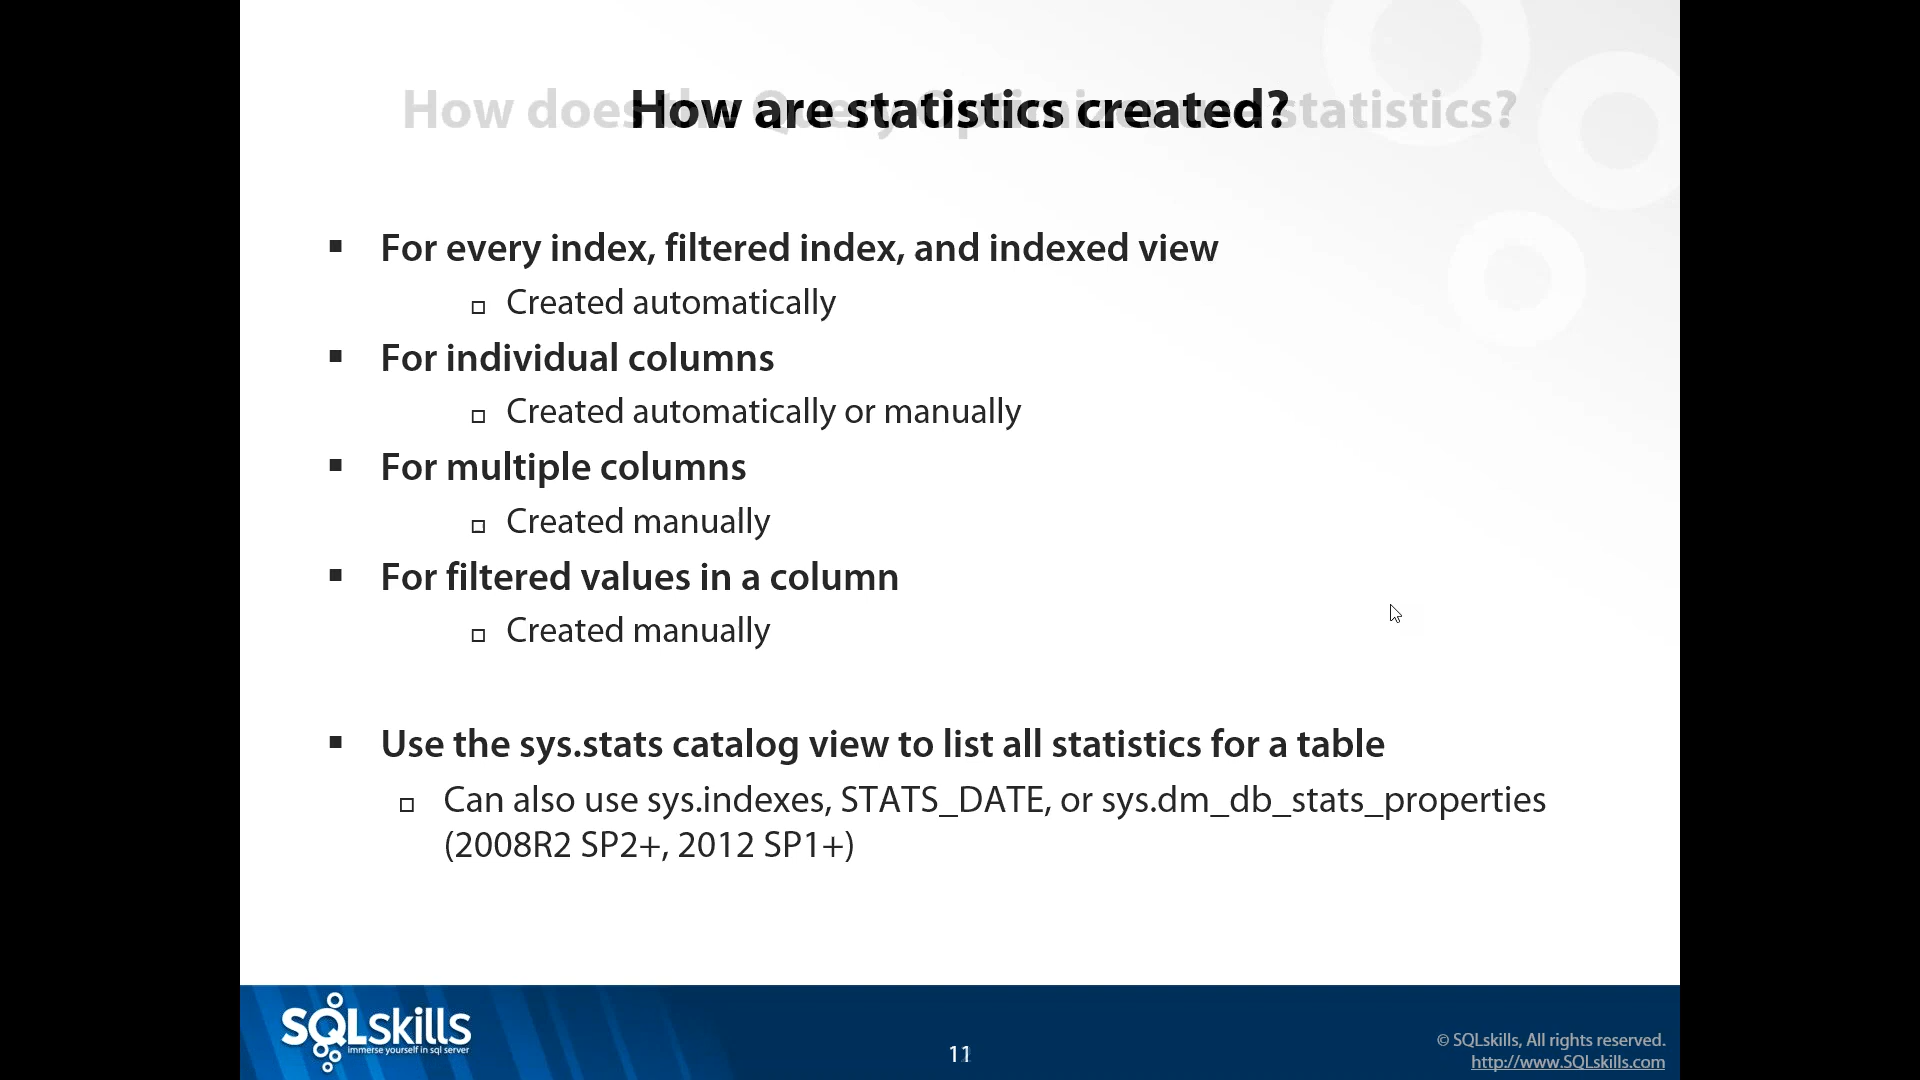 How are statistics created?
How does the Query Optimizer use statistics?
For every index, filtered index, and indexed view
Created automatically
For individual columns
Created automatically or manually
For multiple columns
Created manually
For filtered values in a column
Created manually
Use the sys.stats catalog view to list all statistics for a table
Can also use sys.indexes, STATS_DATE, or sys.dm_db_stats_properties
(2008R2 SP2+, 2012 SP1+)
SQLskills
immerse yourself in sql server
11
© SQLskills, All rights reserved.
http://www.SQLskills.com